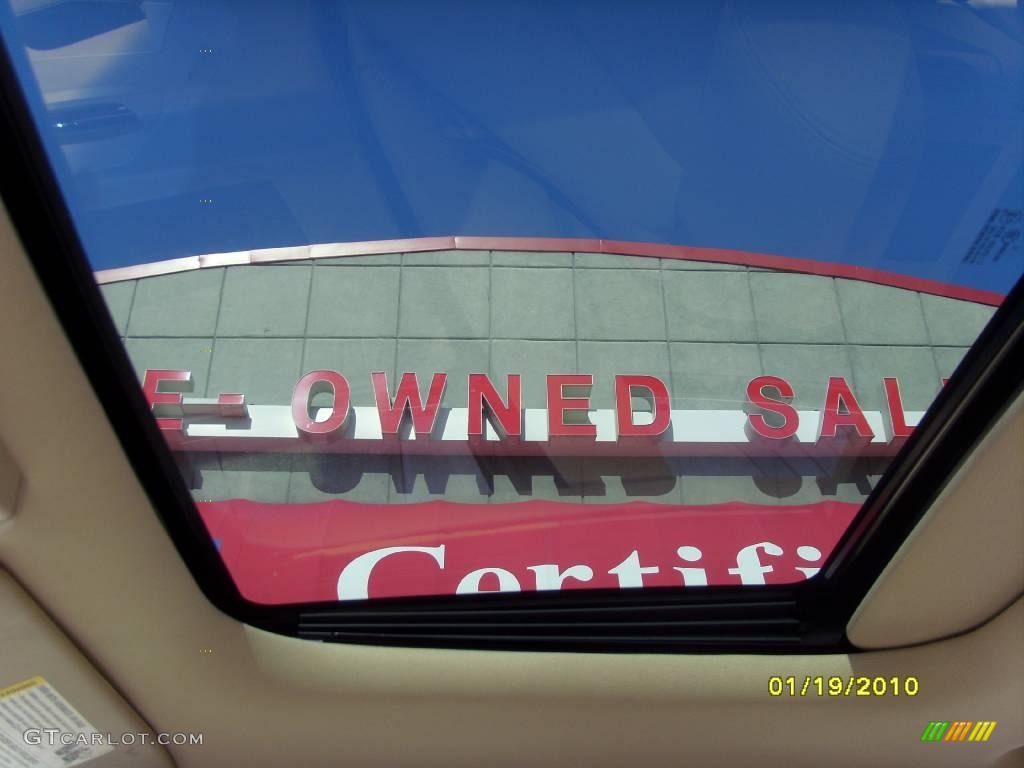 E-OWNED SAL
Certifi
01/19/2010
GTCARLOT.COM